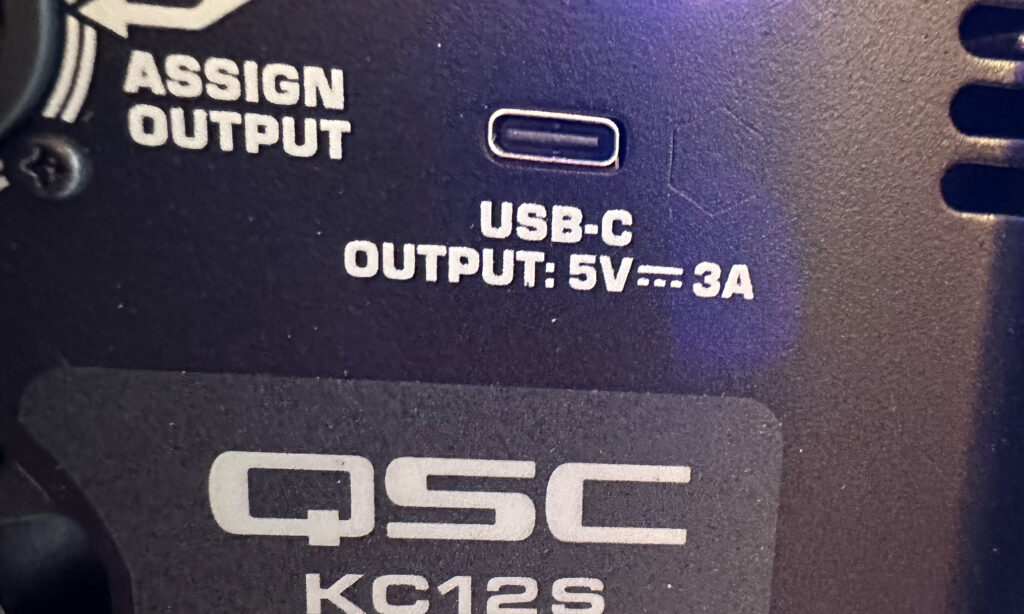 ASSIGN
OUTPUT
USB-C
OUTPUT: 5V⎓3A
QSC
KC12S